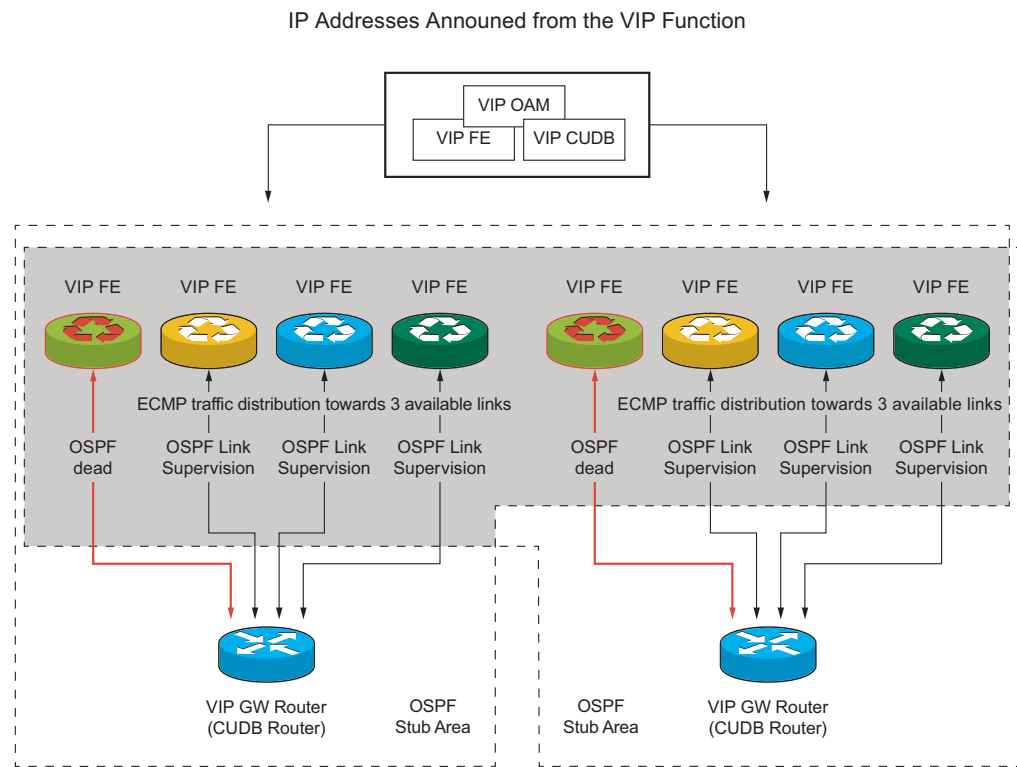 IP Addresses Announed from the VIP Function
VIP OAM
VIP FE
VIP CUDB
VIP FE
VIP FE
VIP FE
VIP FE
VIP FE
VIP FE
VIP FE
VIP FE
ECMP traffic distribution towards 3 available links
ECMP traffic distribution towards 3 available links
OSPF
dead
OSPF Link
Supervision
OSPF Link
Supervision
OSPF Link
Supervision
OSPF
dead
OSPF Link
Supervision
OSPF Link
Supervision
OSPF Link
Supervision
VIP GW Router
(CUDB Router)
OSPF
Stub Area
OSPF
Stub Area
VIP GW Router
(CUDB Router)